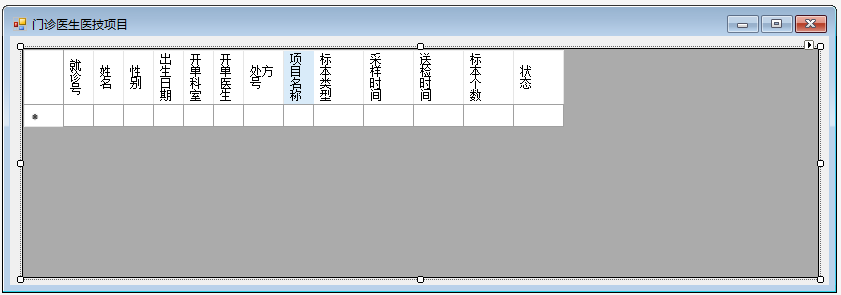 门诊医生医技项目
就诊号
姓名
性别
出生日期
开单科室
开单医生
处方号
项目名称
标本类型
采样时间
送检时间
标本个数
状态